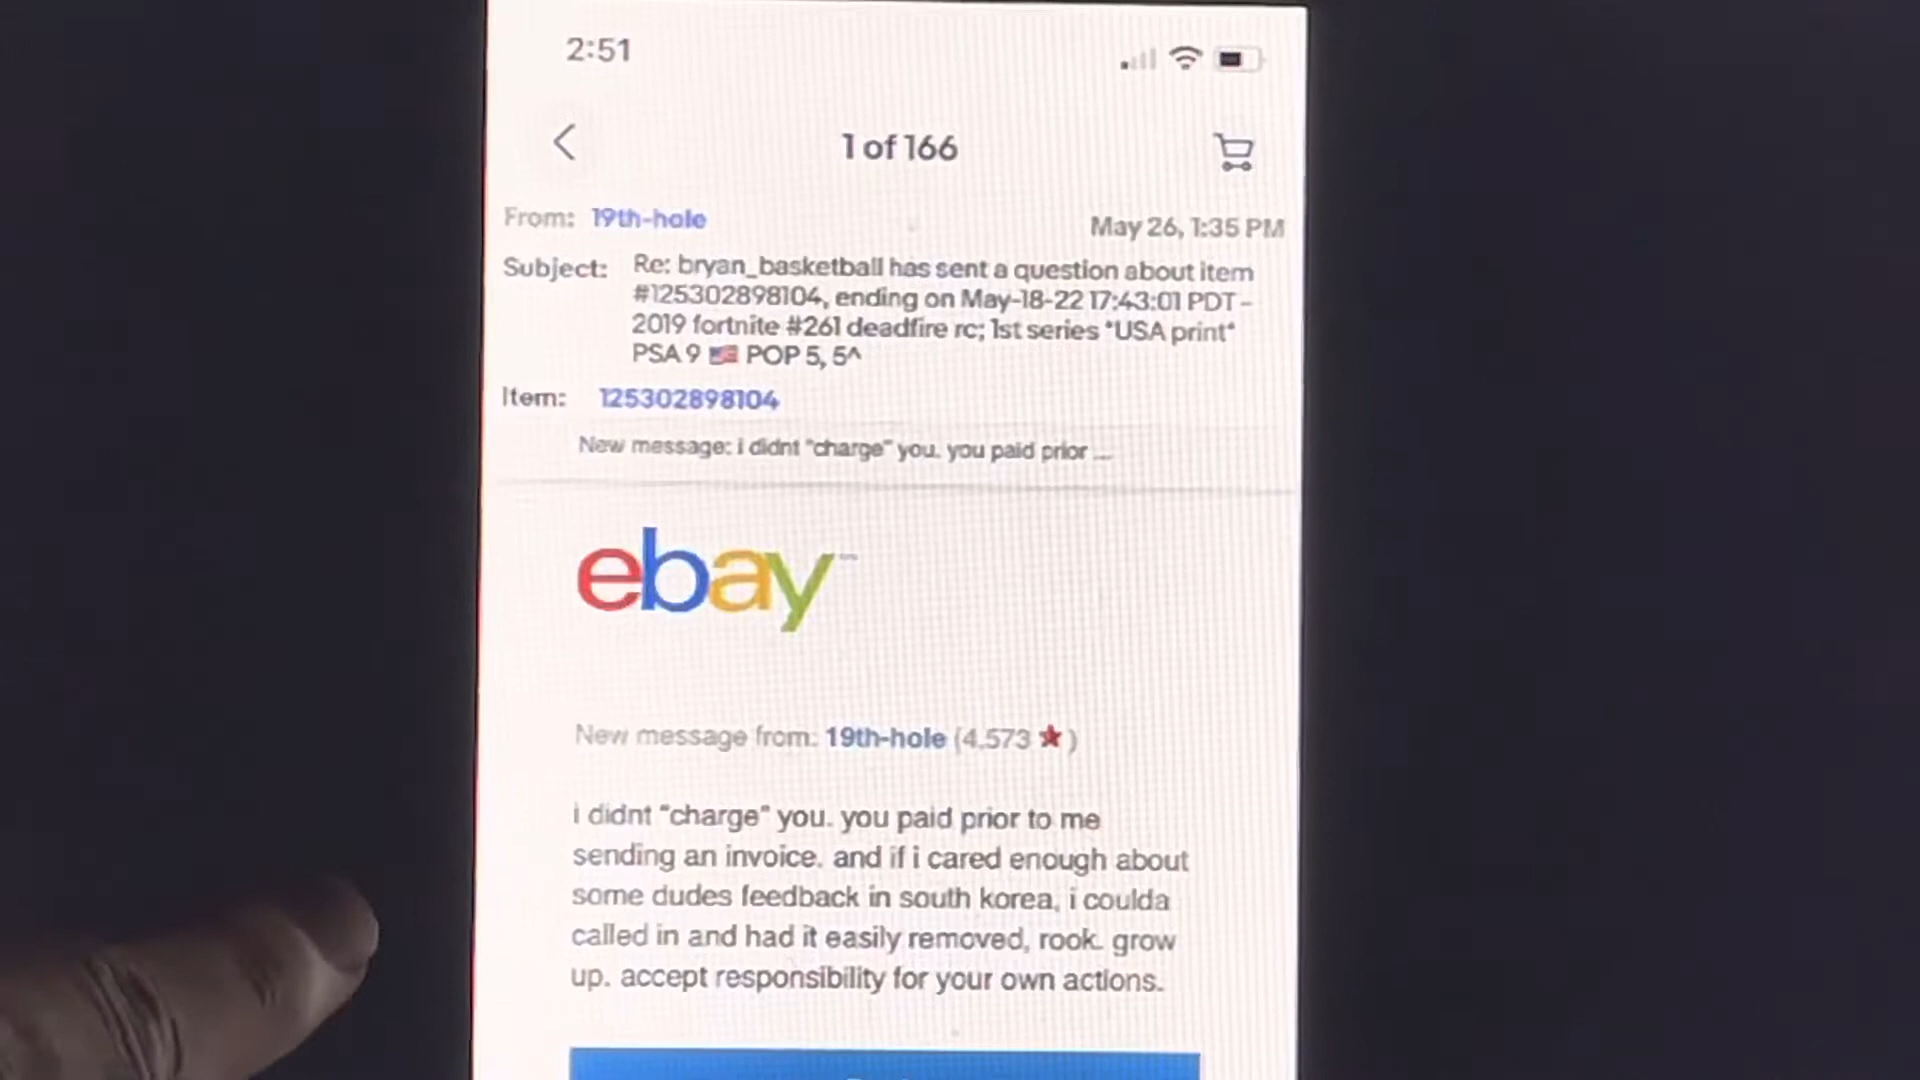 2:51
1 of 166
From: 19th-hole
May 26, 1:35 PM
Subject: Re: bryan_basketball has sent a question about item
#125302898104, ending on May-18-22 17:43:01 PDT -
2019 fortnite #261 deadfire rc; 1st series *USA print*
PSA 9 🇺🇸 POP 5, 5^
Item: 125302898104
New message: i didnt "charge" you. you paid prior ...
ebay
New message from: 19th-hole (4,573 ★)
i didnt "charge" you. you paid prior to me
sending an invoice. and if i cared enough about
some dudes feedback in south korea, i coulda
called in and had it easily removed, rook. grow
up. accept responsibility for your own actions.